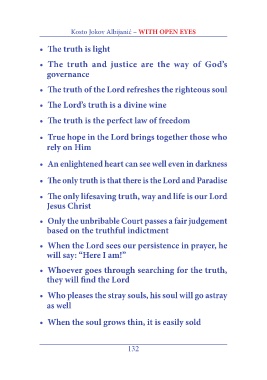 Kosto Jokov Albijanić – WITH OPEN EYES
• The truth is light
• The truth and justice are the way of God's
governance
• The truth of the Lord refreshes the righteous soul
• The Lord's truth is a divine wine
• The truth is the perfect law of freedom
• True hope in the Lord brings together those who
rely on Him
• An enlightened heart can see well even in darkness
• The only truth is that there is the Lord and Paradise
• The only lifesaving truth, way and life is our Lord
Jesus Christ
• Only the unbribable Court passes a fair judgement
based on the truthful indictment
• When the Lord sees our persistence in prayer, he
will say: “Here I am!”
• Whoever goes through searching for the truth,
they will find the Lord
• Who pleases the stray souls, his soul will go astray
as well
• When the soul grows thin, it is easily sold
132